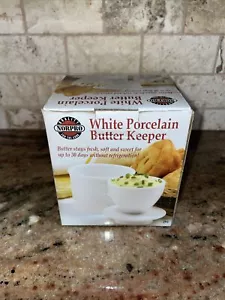 White Porcelain
Butter Keeper
NORPRO
White Porcelain
Butter Keeper
Butter stays fresh, soft and sweet for
up to 30 days without refrigeration!